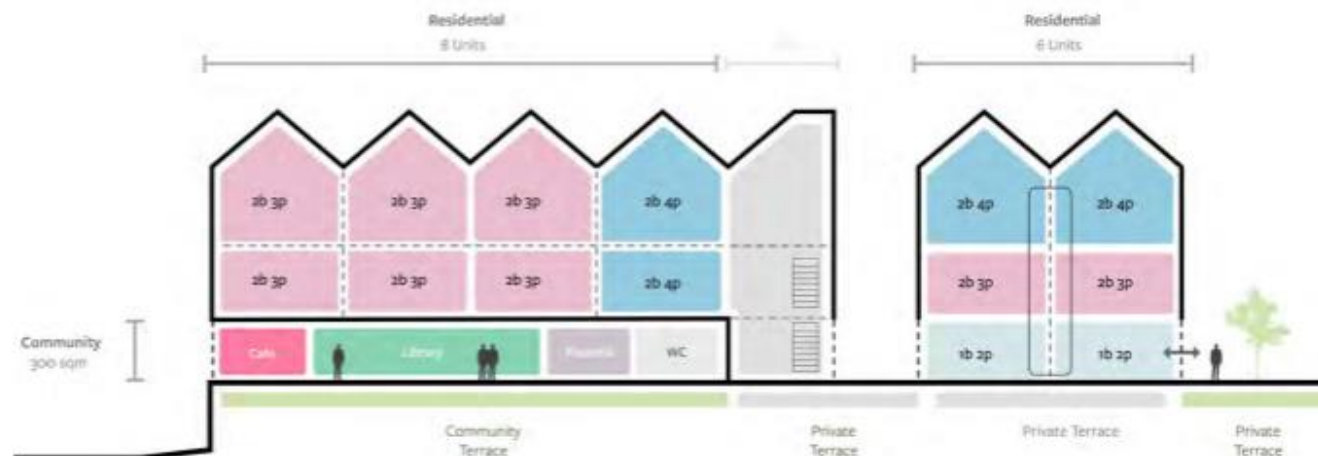 Residential
8 Units
Residential
6 Units
2b 3p
2b 3p
2b 3p
2b 4p
2b 4p
2b 4p
2b 3p
2b 3p
2b 3p
2b 4p
2b 3p
2b 3p
Community
300 sqm
Cafe
Library
WC
1b 2p
1b 2p
Community
Terrace
Private
Terrace
Private Terrace
Private
Terrace